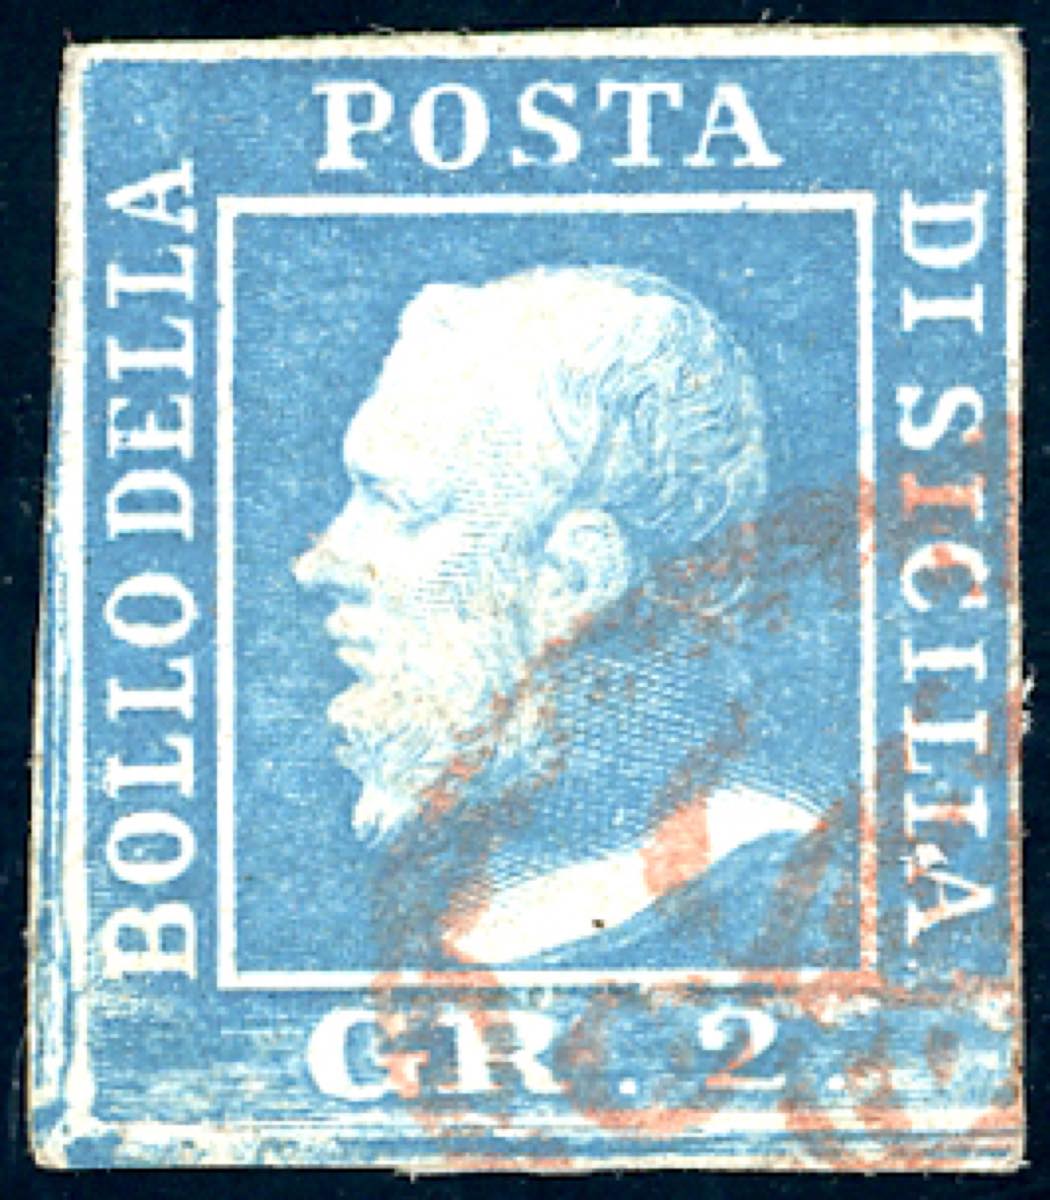 BOLLO DELLA
POSTA
DI SICILIA
GR. 2.